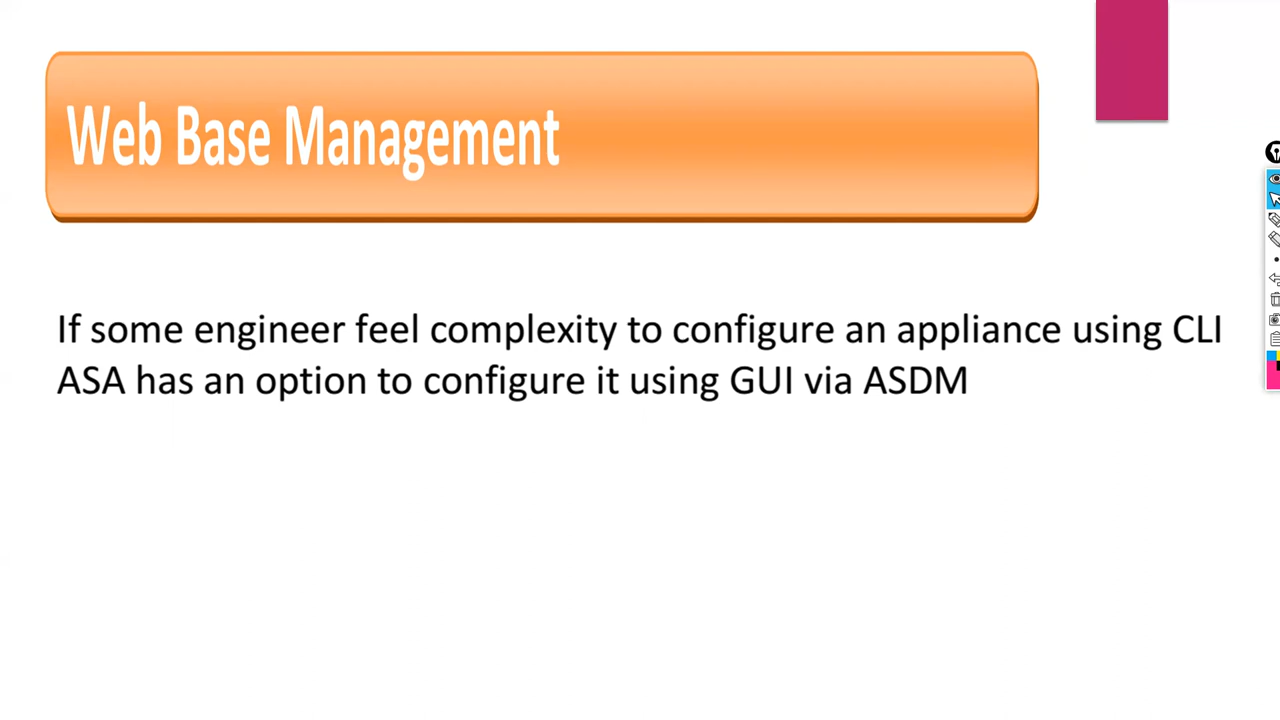 Web Base Management
If some engineer feel complexity to configure an appliance using CLI
ASA has an option to configure it using GUI via ASDM